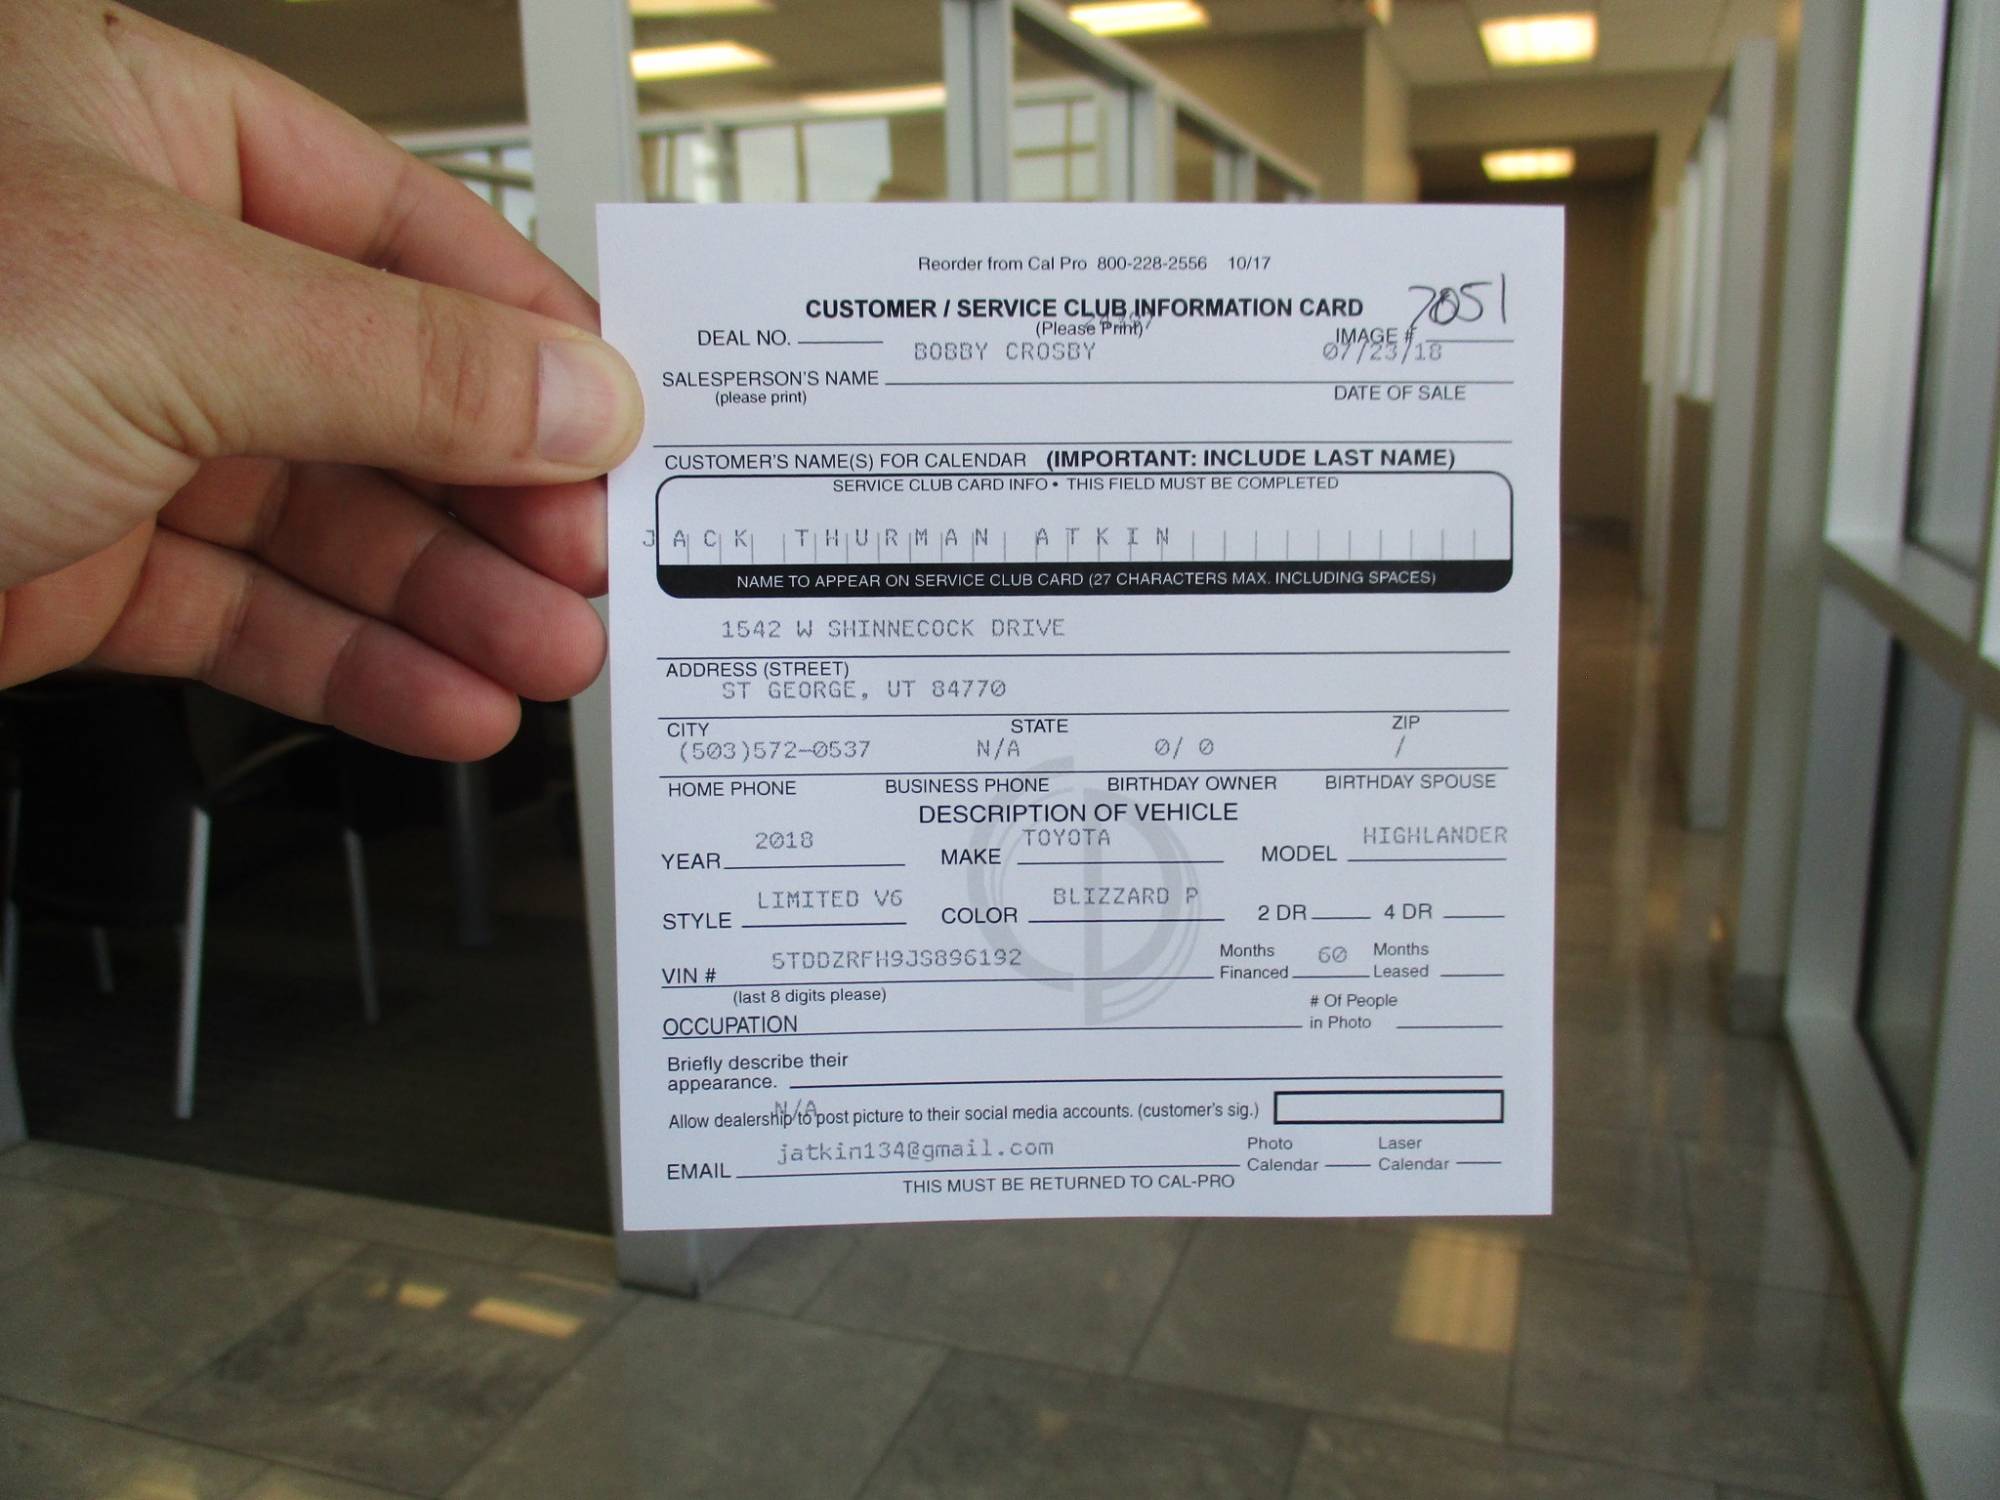 Reorder from Cal Pro 800-228-2556 10/17
CUSTOMER / SERVICE CLUB INFORMATION CARD
7051
(Please Print)
DEAL NO. IMAGE #
BOBBY CROSBY 07/23/18
SALESPERSON'S NAME
(please print) DATE OF SALE
CUSTOMER'S NAME(S) FOR CALENDAR (IMPORTANT: INCLUDE LAST NAME)
SERVICE CLUB CARD INFO • THIS FIELD MUST BE COMPLETED
JACK THURMAN ATKIN
NAME TO APPEAR ON SERVICE CLUB CARD (27 CHARACTERS MAX. INCLUDING SPACES)
1542 W SHINNECOCK DRIVE
ADDRESS (STREET)
ST GEORGE, UT 84770
CITY STATE ZIP
(503)572-0537 N/A 0/ 0 /
HOME PHONE BUSINESS PHONE BIRTHDAY OWNER BIRTHDAY SPOUSE
DESCRIPTION OF VEHICLE
YEAR 2018 MAKE TOYOTA MODEL HIGHLANDER
STYLE LIMITED V6 COLOR BLIZZARD P 2 DR 4 DR
VIN # 5TDDZRFH9JS896192 Months Financed 60 Months Leased
(last 8 digits please)
OCCUPATION # Of People in Photo
Briefly describe their
appearance.
N/A
Allow dealership to post picture to their social media accounts. (customer's sig.)
EMAIL jatkin134@gmail.com Photo Calendar Laser Calendar
THIS MUST BE RETURNED TO CAL-PRO